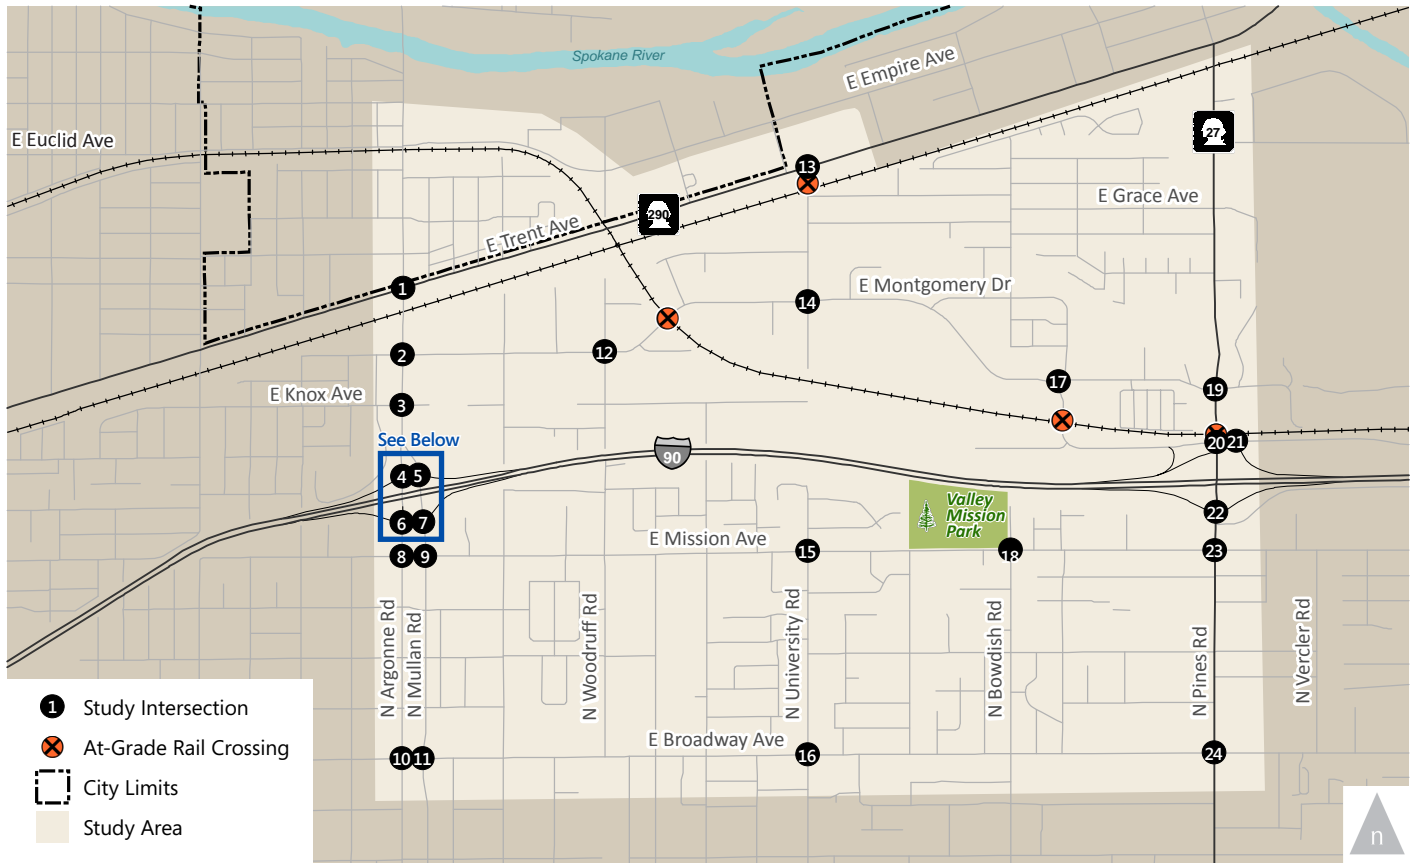 Spokane River
E Empire Ave
E Euclid Ave
27
13
E Grace Ave
290
E Trent Ave
1
E Montgomery Dr
14
2
12
17
19
E Knox Ave
3
See Below
20
21
90
4
5
Valley
Mission
Park
6
7
22
E Mission Ave
8
9
15
18
23
N Argonne Rd
N Mullan Rd
N Woodruff Rd
N University Rd
N Bowdish Rd
N Pines Rd
N Vercler Rd
E Broadway Ave
10
11
16
24
1 Study Intersection
At-Grade Rail Crossing
City Limits
Study Area
n